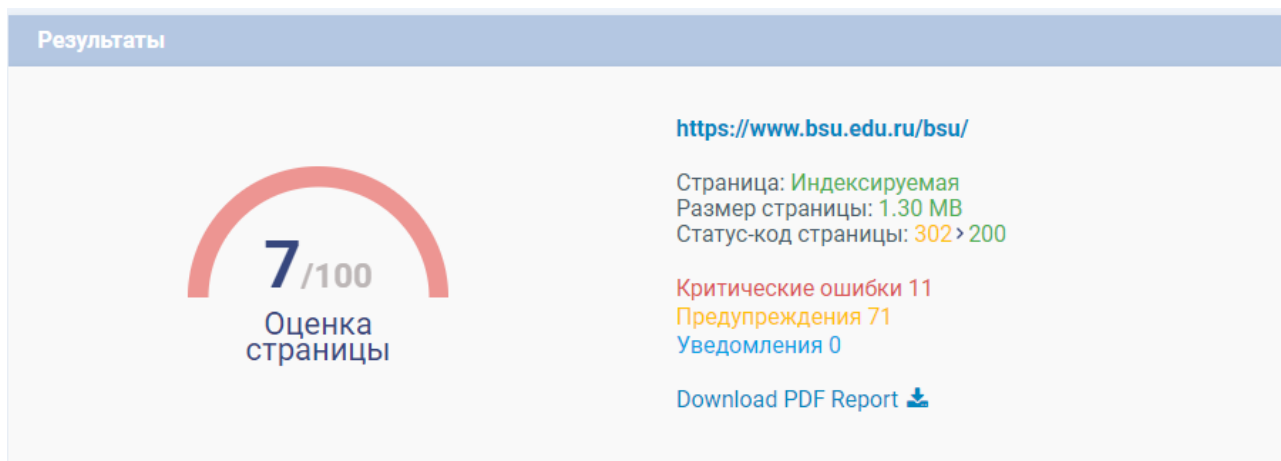 Результаты
7/100
Оценка
страницы
https://www.bsu.edu.ru/bsu/
Страница: Индексируемая
Размер страницы: 1.30 MB
Статус-код страницы: 302 › 200
Критические ошибки 11
Предупреждения 71
Уведомления 0
Download PDF Report